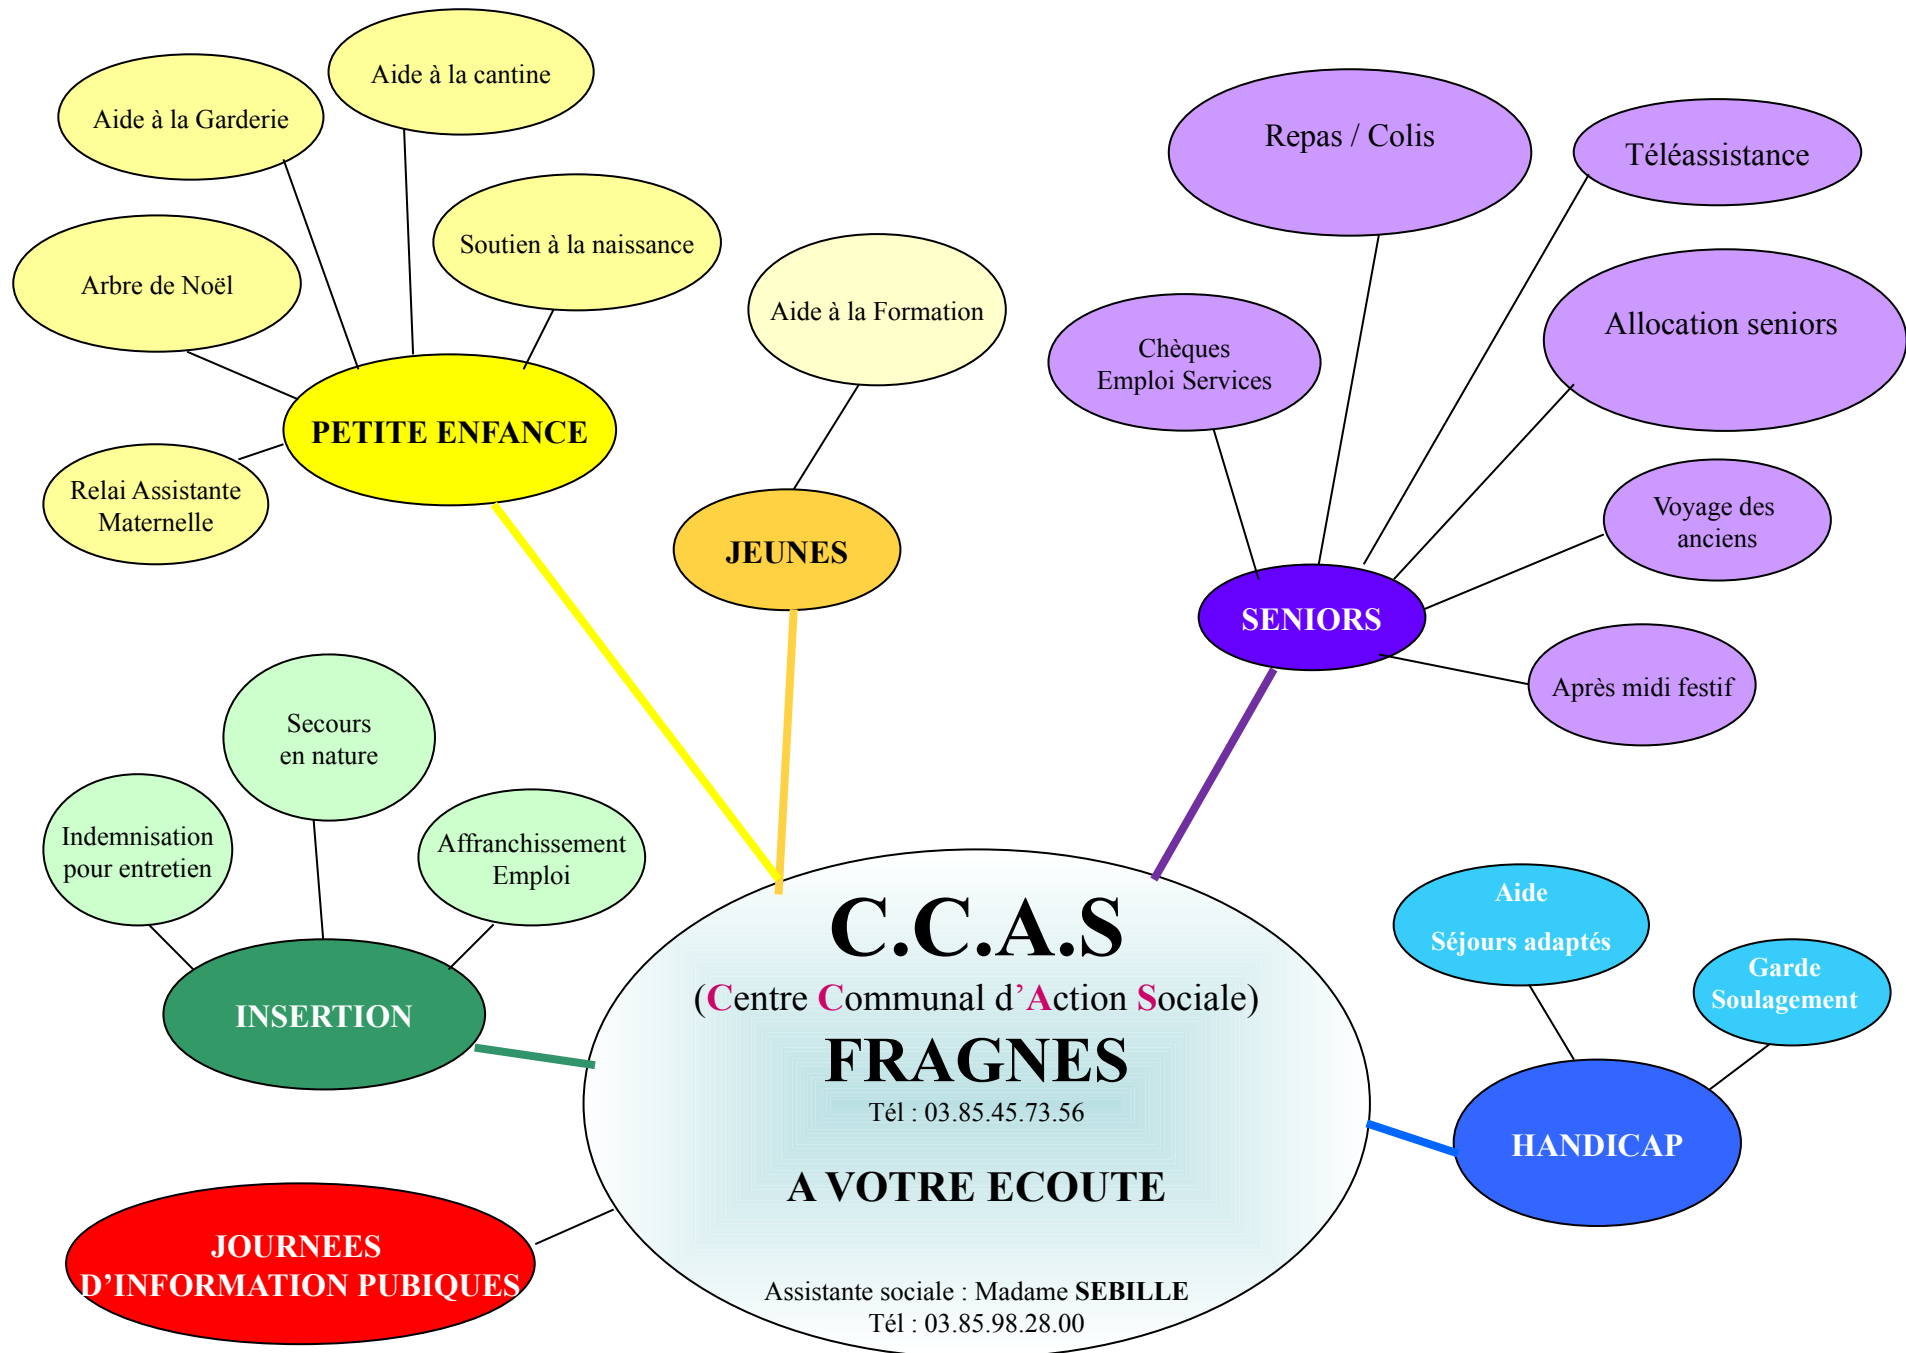 Aide à la cantine
Aide à la Garderie
Soutien à la naissance
Arbre de Noël
Relai Assistante
Maternelle
PETITE ENFANCE
Aide à la Formation
JEUNES
Repas / Colis
Téléassistance
Allocation seniors
Chèques
Emploi Services
Voyage des
anciens
Après midi festif
SENIORS
Secours
en nature
Indemnisation
pour entretien
Affranchissement
Emploi
INSERTION
C.C.A.S
(Centre Communal d’Action Sociale)
FRAGNES
Tél : 03.85.45.73.56
A VOTRE ECOUTE
Assistante sociale : Madame SEBILLE
Tél : 03.85.98.28.00
Aide
Séjours adaptés
Garde
Soulagement
HANDICAP
JOURNEES
D’INFORMATION PUBIQUES